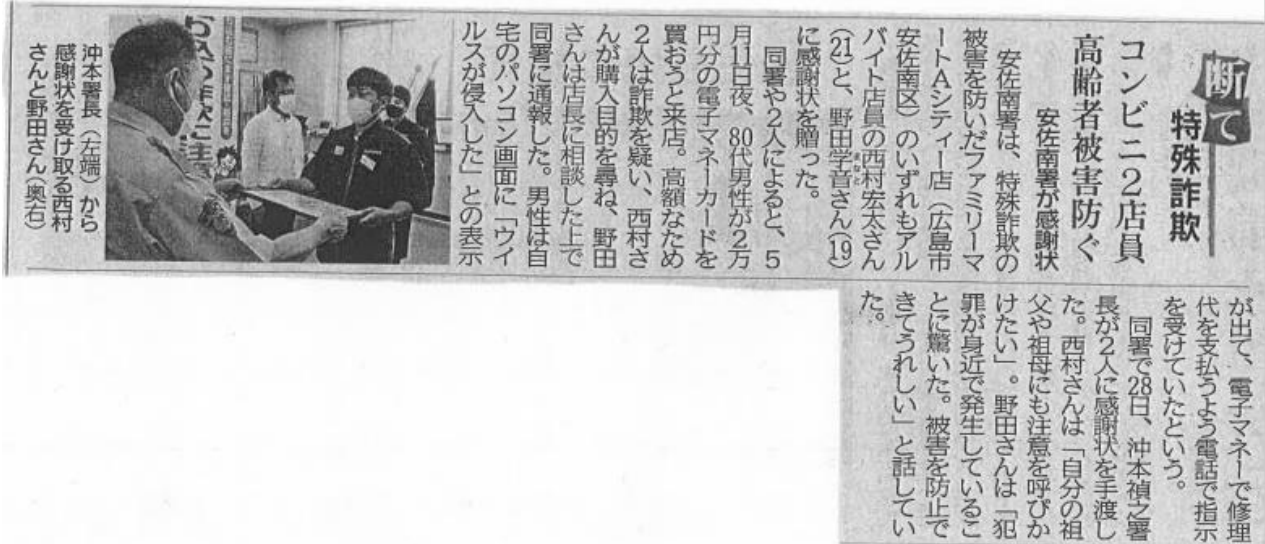 断て
特殊詐欺
コンビニ2店員
高齢者被害防ぐ
安佐南署が感謝状
安佐南署は、特殊詐欺の
被害を防いだファミリーマ
ートAシティー店(広島市
安佐南区)のいずれもアル
バイト店員の西村宏太さん
(21)と、野田学音さん(19)
まなと
に感謝状を贈った。
同署や2人によると、5
月11日夜、80代男性が2万
円分の電子マネーカードを
買おうと来店。高額なため
2人は詐欺を疑い、西村さ
んが購入目的を尋ね、野田
さんは店長に相談した上で
同署に通報した。男性は自
宅のパソコン画面に「ウイ
ルスが侵入した」との表示
が出て、電子マネーで修理
代を支払うよう電話で指示
を受けていたという。
同署で28日、沖本禎之署
長が2人に感謝状を手渡し
た。西村さんは「自分の祖
父や祖母にも注意を呼びか
けたい」。野田さんは「犯
罪が身近で発生しているこ
とに驚いた。被害を防止で
きてうれしい」と話してい
た。
沖本署長(左端)から
感謝状を受け取る西村
さんと野田さん(奥右)
詐欺に注意